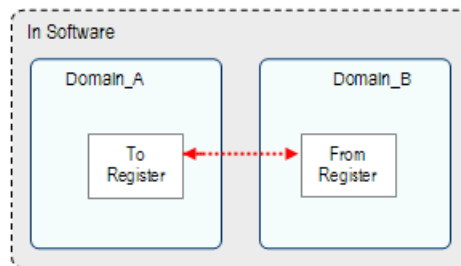 In Software
Domain_A
Domain_B
To
Register
From
Register